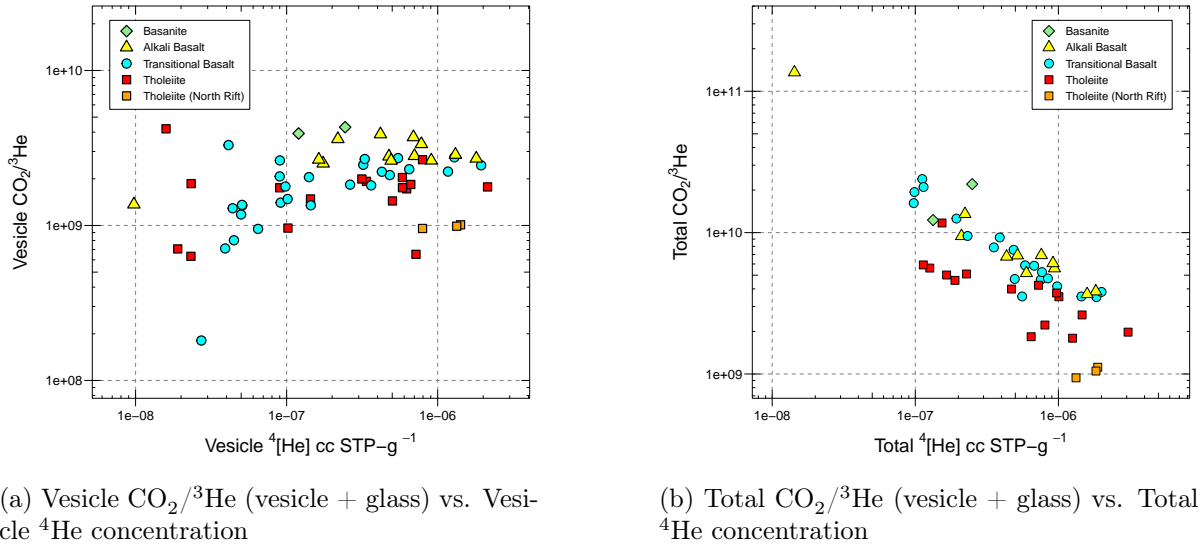 Basanite
Alkali Basalt
Transitional Basalt
Tholeiite
Tholeiite (North Rift)
1e+10
1e+09
1e+08
Vesicle CO₂/³He
1e−08
1e−07
1e−06
Vesicle ⁴[He] cc STP−g ⁻¹
(a) Vesicle CO₂/³He (vesicle + glass) vs. Vesi-
cle ⁴He concentration
Basanite
Alkali Basalt
Transitional Basalt
Tholeiite
Tholeiite (North Rift)
1e+11
1e+10
1e+09
Total CO₂/³He
1e−08
1e−07
1e−06
Total ⁴[He] cc STP−g ⁻¹
(b) Total CO₂/³He (vesicle + glass) vs. Total
⁴He concentration